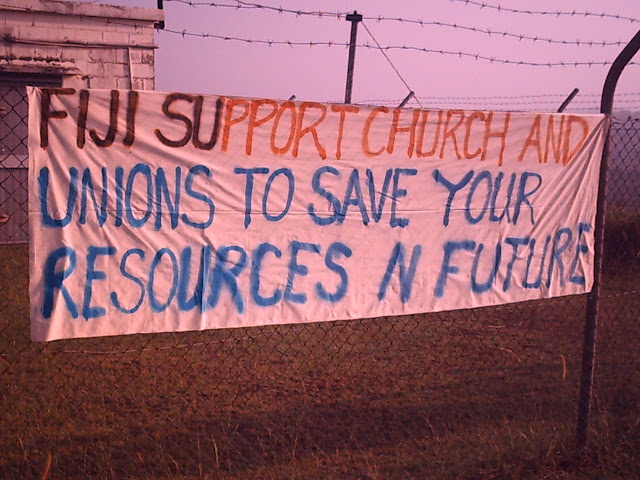 FIJI SUPPORT CHURCH AND
UNIONS TO SAVE YOUR
RESOURCES N FUTURE